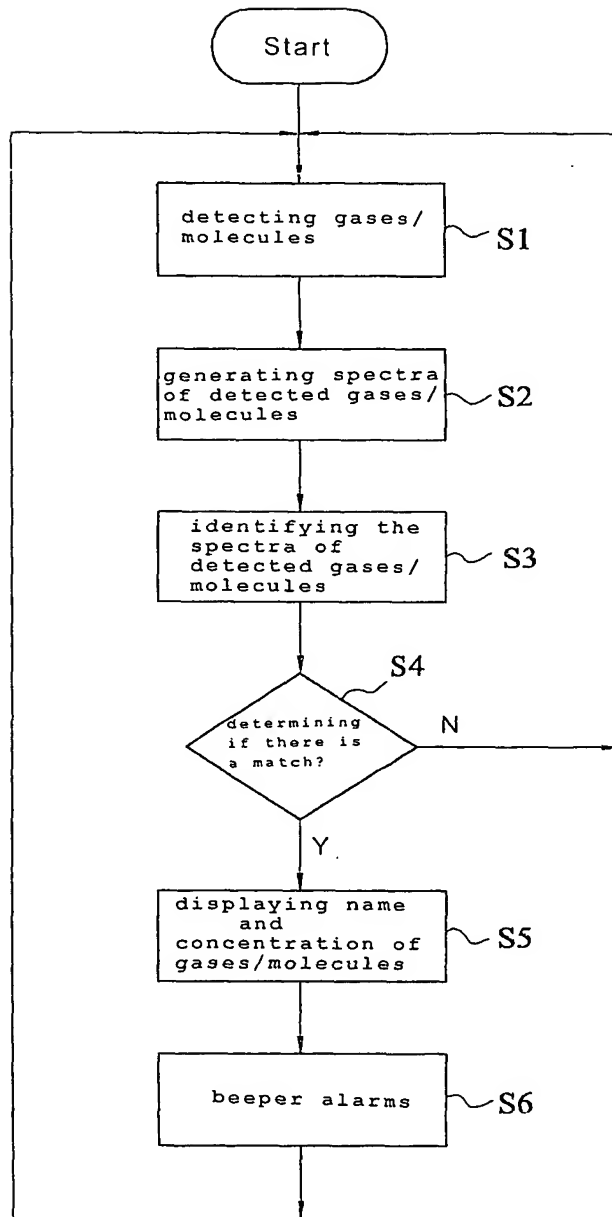 Start
detecting gases/
molecules
S1
generating spectra
of detected gases/
molecules
S2
identifying the
spectra of
detected gases/
molecules
S3
S4
determining
if there is
a match?
N
Y
displaying name
and
concentration of
gases/molecules
S5
beeper alarms
S6